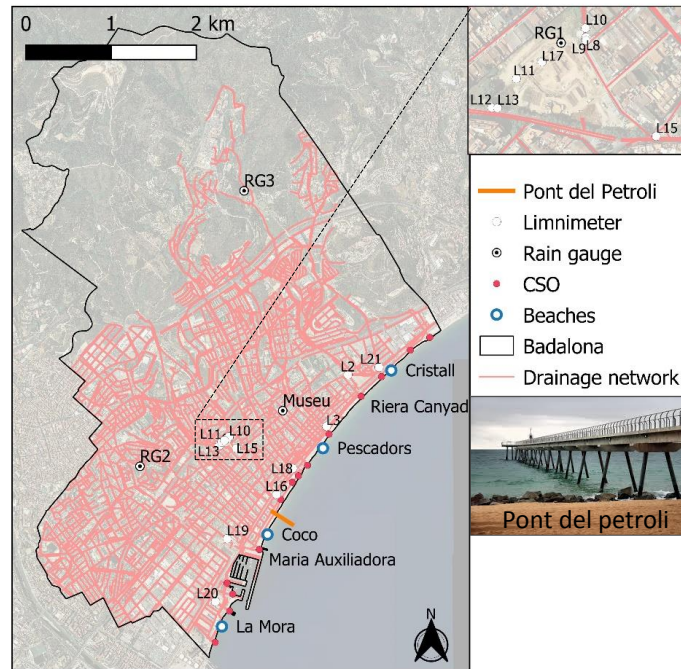 0 1 2 km
RG3
L2
L21
Cristall
Riera Canyad
Museu
L3
Pescadors
L11
L10
L13
L15
RG2
L18
L16
Coco
L19
Maria Auxiliadora
L20
La Mora
N
RG1
L10
L9
L8
L17
L11
L12
L13
L15
Pont del Petroli
Limnimeter
Rain gauge
CSO
Beaches
Badalona
Drainage network
Pont del petroli